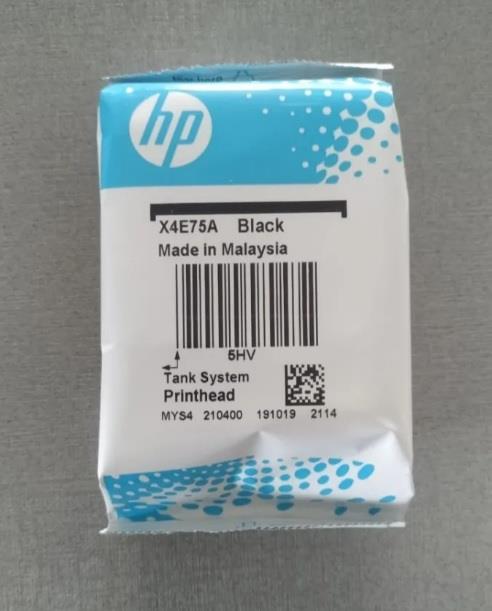 hp
X4E75A Black
Made in Malaysia
5HV
Tank System
Printhead
MYS4 210400 191019 2114